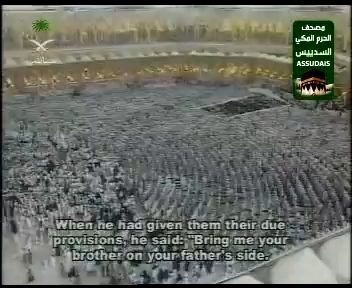 مصحف
الحرم المكي
السديس
ASSUDAIS
When he had given them their due
provisions, he said: "Bring me your
brother on your father's side.